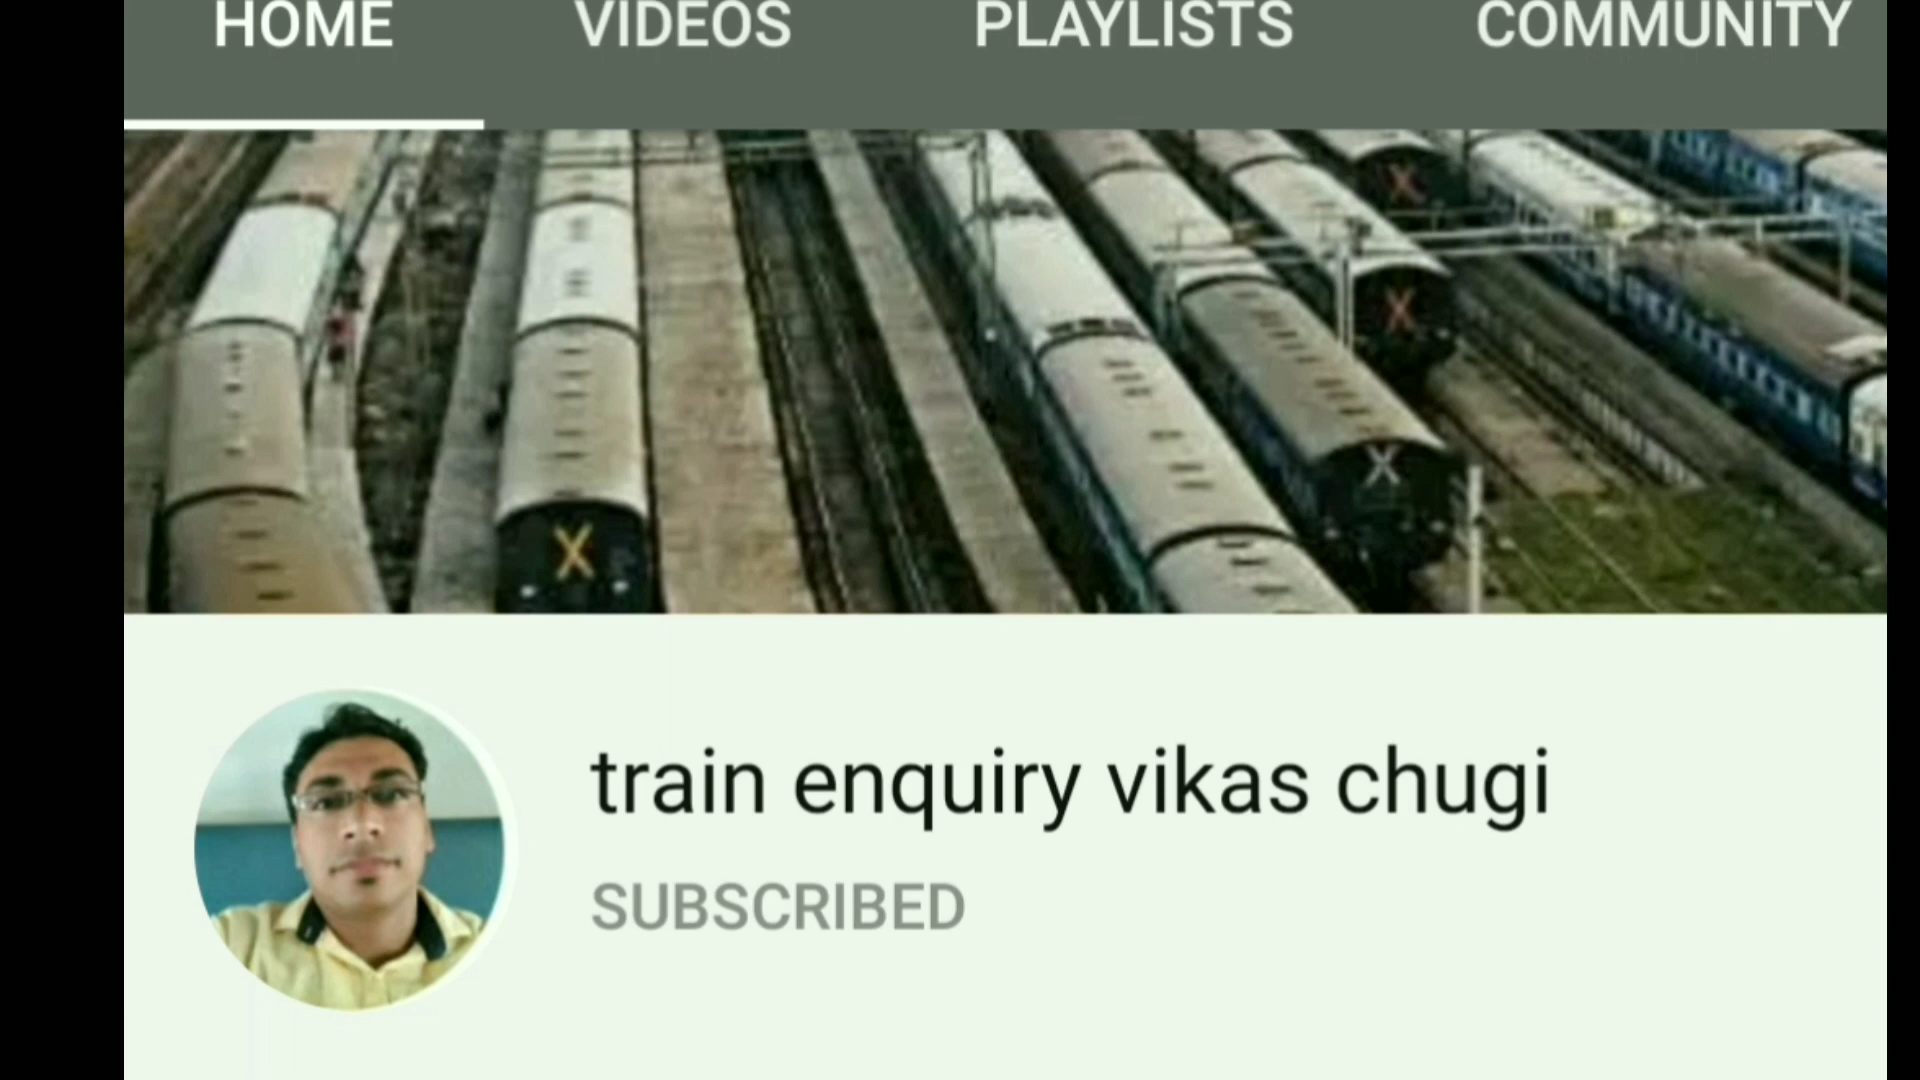 HOME VIDEOS PLAYLISTS COMMUNITY
X
X
X
X
train enquiry vikas chugi
SUBSCRIBED